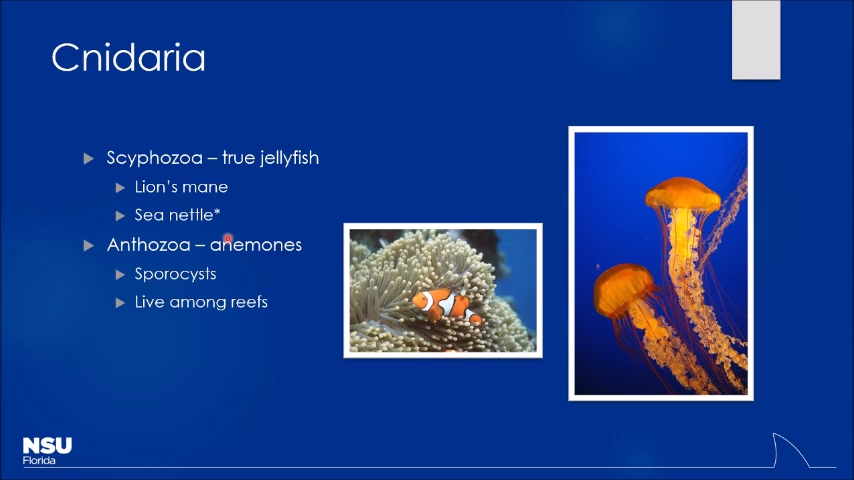 Cnidaria
Scyphozoa – true jellyfish
Lion's mane
Sea nettle*
Anthozoa – anemones
Sporocysts
Live among reefs
NSU
Florida